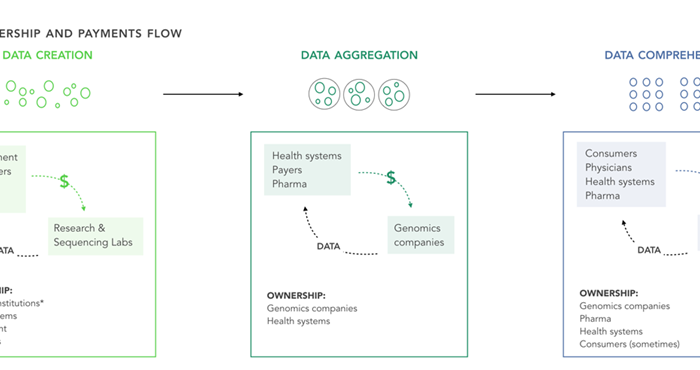 ERSHIP AND PAYMENTS FLOW
DATA CREATION
DATA AGGREGATION
DATA COMPREHE
ment
ers
$
Research &
Sequencing Labs
ATA
IP:
nstitutions*
ems
nt
s
Health systems
Payers
Pharma
$
Genomics
companies
DATA
OWNERSHIP:
Genomics companies
Health systems
Consumers
Physicians
Health systems
Pharma
DATA
OWNERSHIP:
Genomics companies
Pharma
Health systems
Consumers (sometimes)